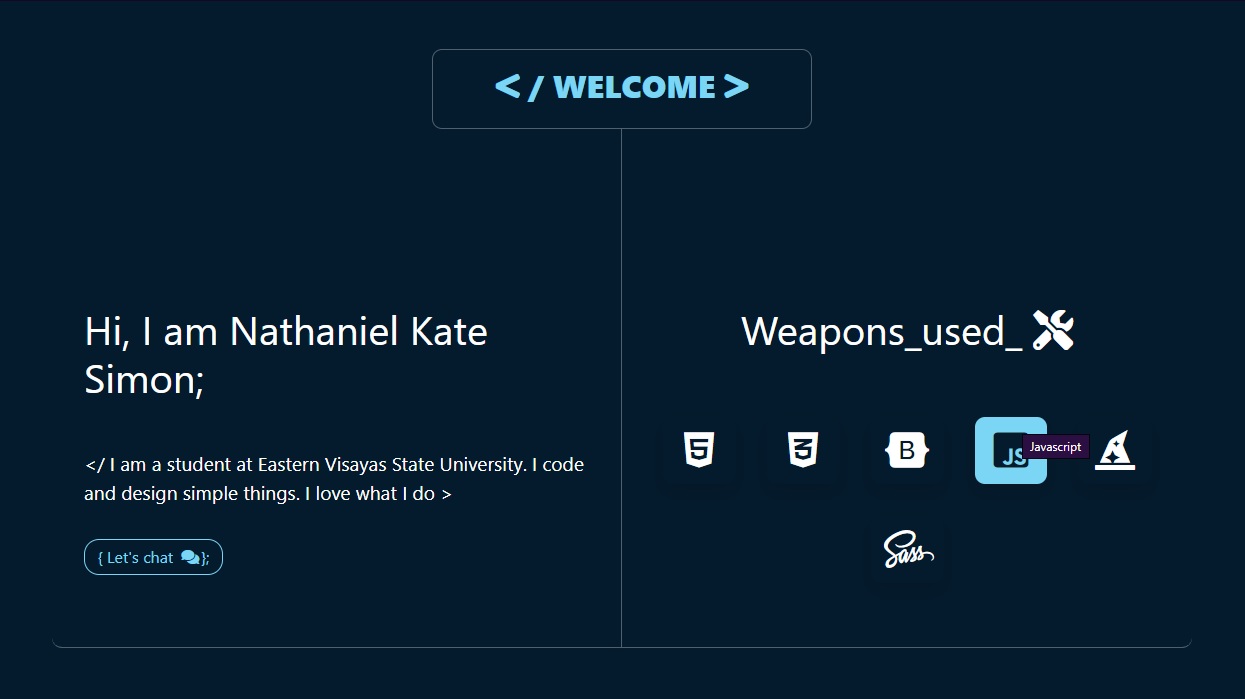 </ WELCOME >
Hi, I am Nathaniel Kate
Simon;
</ I am a student at Eastern Visayas State University. I code
and design simple things. I love what I do >
{ Let's chat };
Weapons_used_
5
3
B
JS
Javascript
Sass